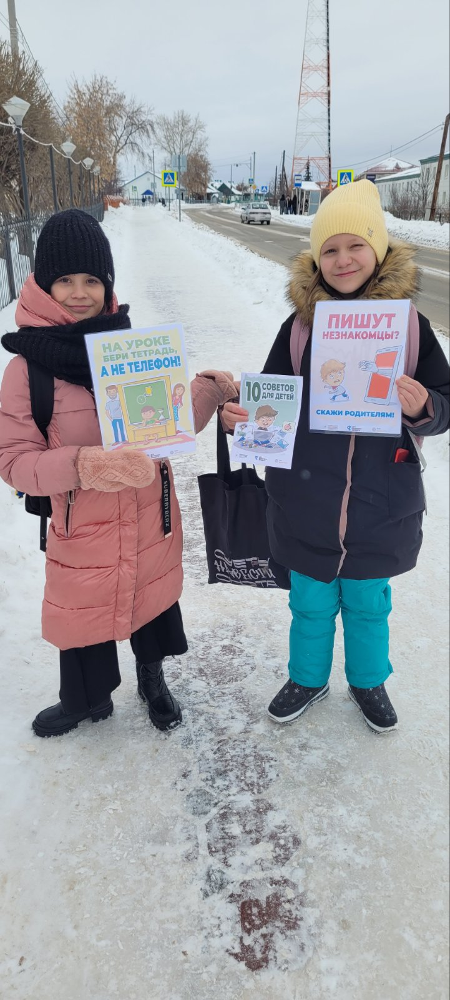 НА УРОКЕ
БЕРИ ТЕТРАДЬ,
А НЕ ТЕЛЕФОН!
10 СОВЕТОВ
ДЛЯ ДЕТЕЙ
ПИШУТ
НЕЗНАКОМЦЫ?
СКАЖИ РОДИТЕЛЯМ!
SUBERBYBERZ